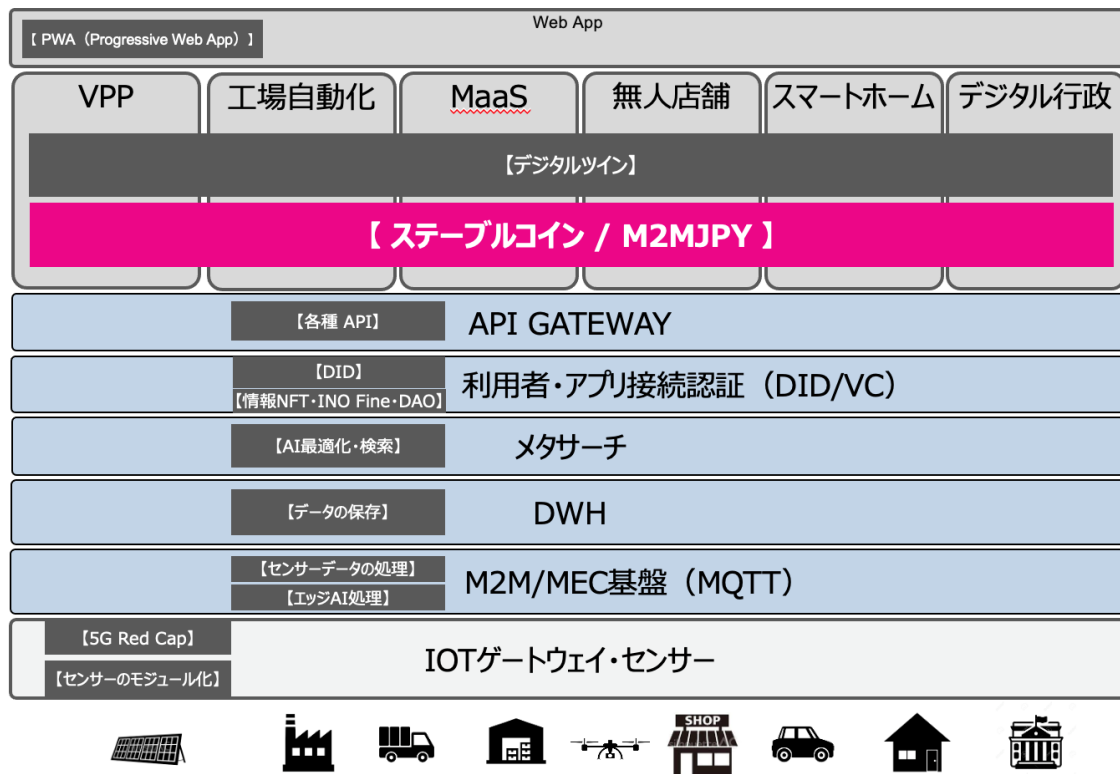 Web App
【 PWA（Progressive Web App）】
VPP
工場自動化
MaaS
無人店舗
スマートホーム
デジタル行政
【デジタルツイン】
【 ステーブルコイン / M2MJPY 】
【各種 API】
API GATEWAY
【DID】
【情報NFT・INO Fine・DAO】
利用者・アプリ接続認証（DID/VC）
【AI最適化・検索】
メタサーチ
【データの保存】
DWH
【センサーデータの処理】
【エッジAI処理】
M2M/MEC基盤（MQTT）
【5G Red Cap】
【センサーのモジュール化】
IOTゲートウェイ・センサー
SHOP